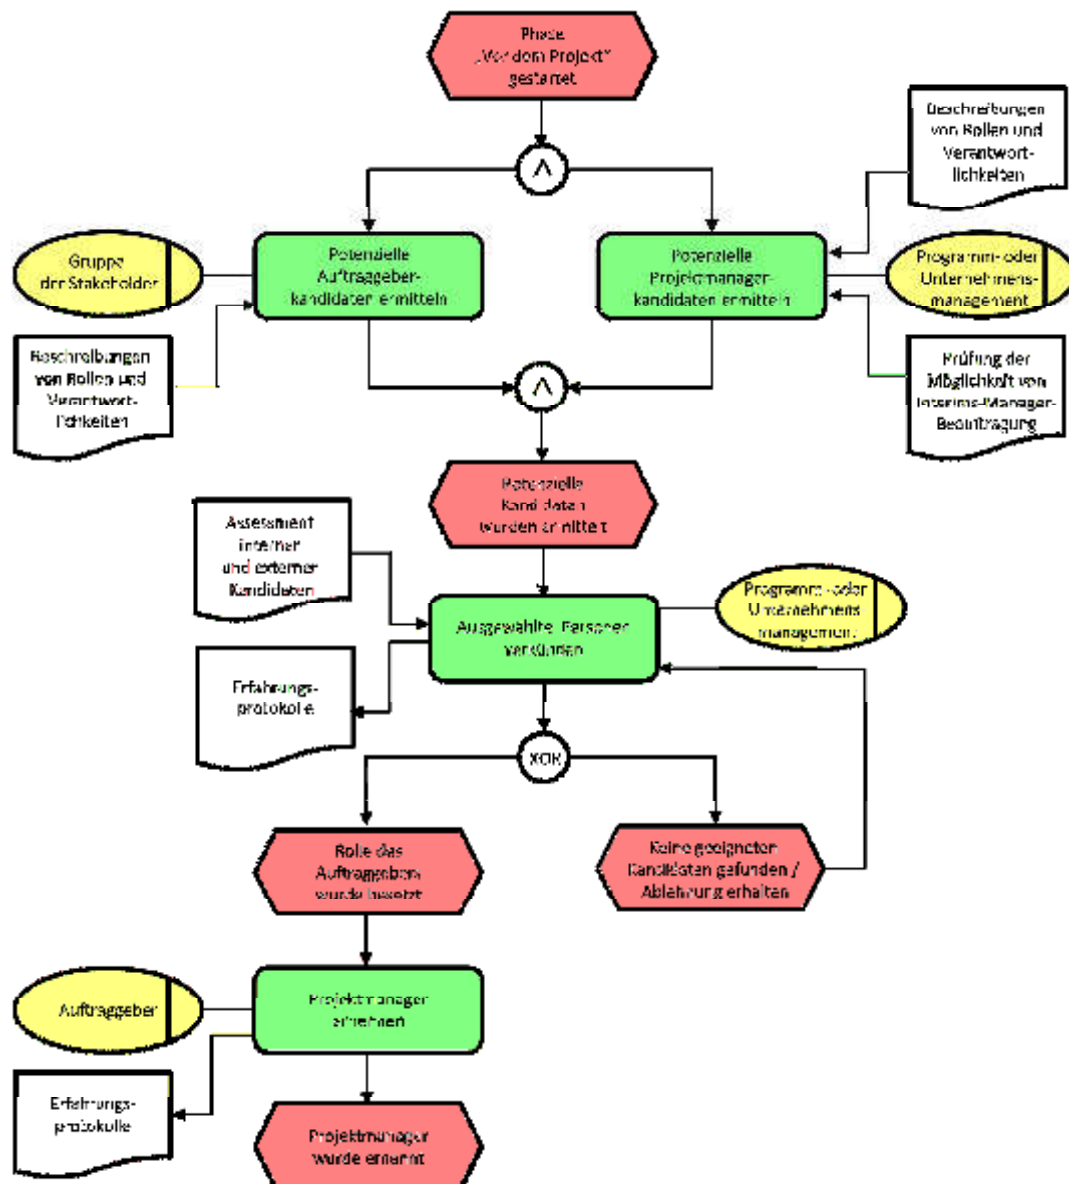 Phase
„Vor dem Projekt“
gestartet
Beschreibungen
von Rollen und
Verantwort-
lichkeiten
Λ
Gruppe
der Stakeholder
Potenzielle
Auftraggeber-
kandidaten ermitteln
Potenzielle
Projektmanager-
kandidaten ermitteln
Programm- oder
Unternehmens-
management
Beschreibungen
von Rollen und
Verantwort-
lichkeiten
Λ
Prüfung der
Möglichkeit von
Interims-Manager-
Beauftragung
Potenzielle
Kandidaten
wurden ermittelt
Assessment
interner
und externer
Kandidaten
Ausgewählte Personen
verkünden
Programm- oder
Unternehmens
management
Erfahrungs-
protokolle
XOR
Rolle das
Auftraggebers
wurde besetzt
Keine geeigneten
Kandidaten gefunden /
Ablehnung erhalten
Auftraggeber
Projektmanager
ernennen
Erfahrungs-
protokolle
Projektmanager
wurde ernannt